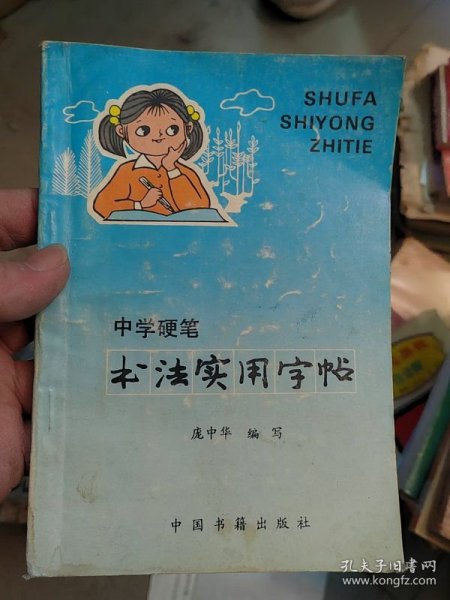 SHUFA
SHIYONG
ZHITIE
中学硬笔
书法实用字帖
庞中华 编写
中国书籍出版社
孔夫子旧书网
www.kongfz.com